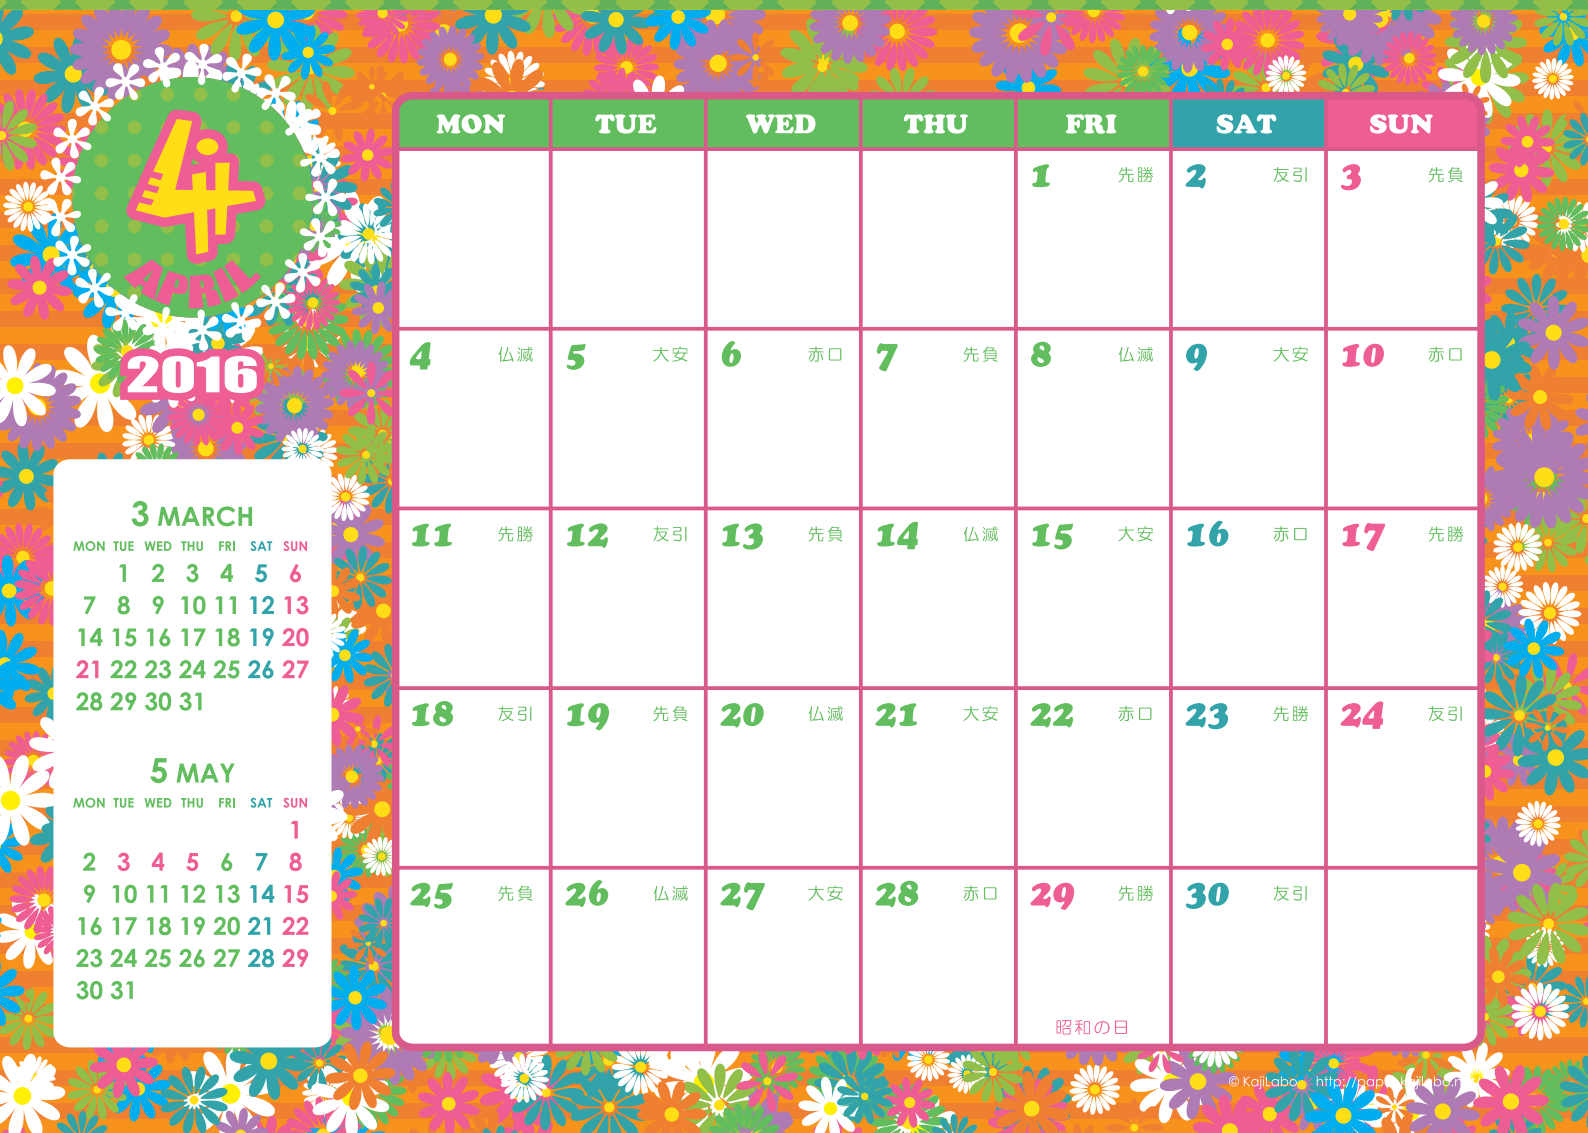 4
APRIL
2016
MON TUE WED THU FRI SAT SUN
1 先勝 2 友引 3 先負
4 仏滅 5 大安 6 赤口 7 先負 8 仏滅 9 大安 10 赤口
11 先勝 12 友引 13 先負 14 仏滅 15 大安 16 赤口 17 先勝
18 友引 19 先負 20 仏滅 21 大安 22 赤口 23 先勝 24 友引
25 先負 26 仏滅 27 大安 28 赤口 29 先勝 30 友引
昭和の日
3 MARCH
MON TUE WED THU FRI SAT SUN
1 2 3 4 5 6
7 8 9 10 11 12 13
14 15 16 17 18 19 20
21 22 23 24 25 26 27
28 29 30 31
5 MAY
MON TUE WED THU FRI SAT SUN
1
2 3 4 5 6 7 8
9 10 11 12 13 14 15
16 17 18 19 20 21 22
23 24 25 26 27 28 29
30 31
© KajiLabo